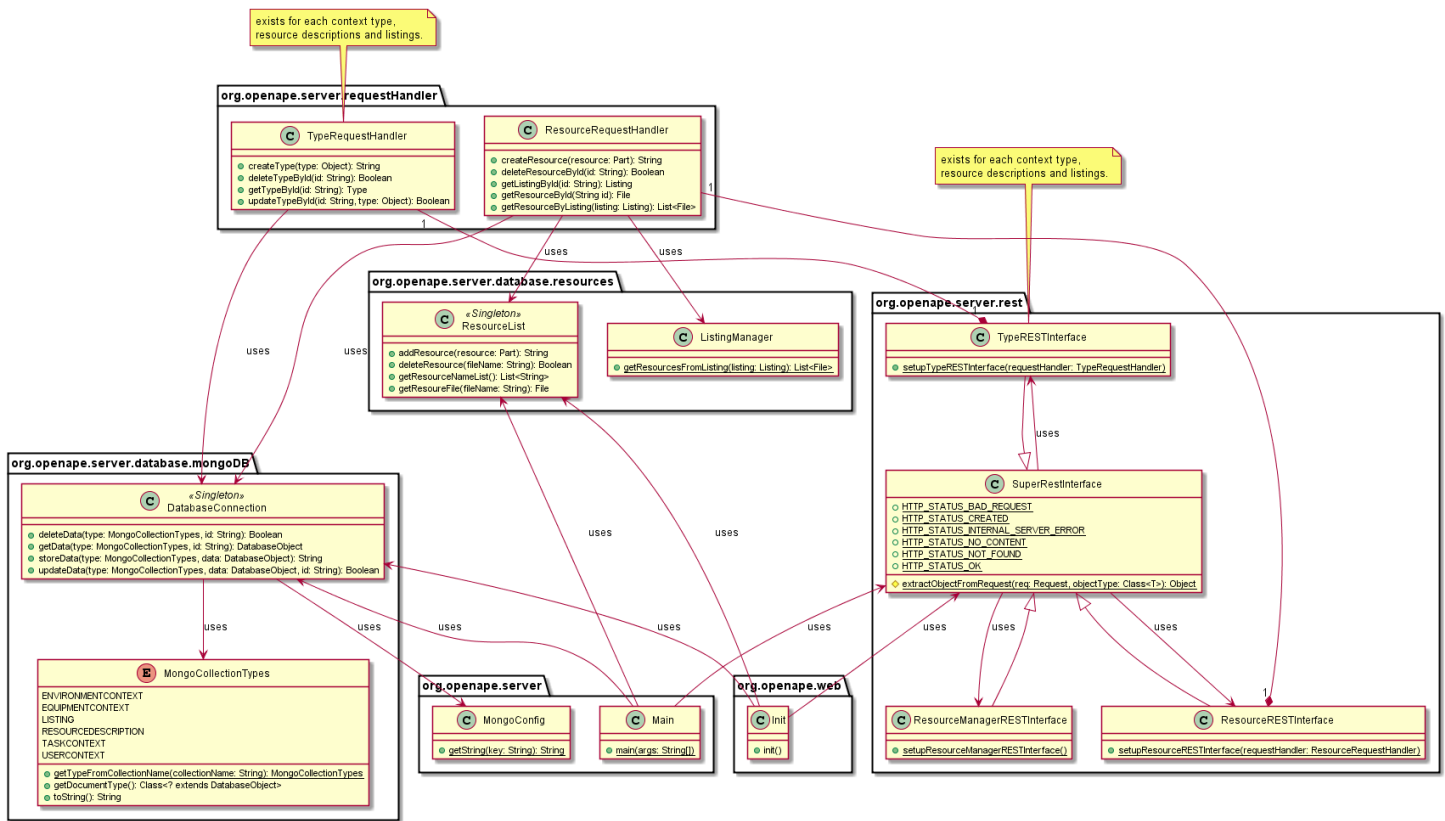 exists for each context type,
resource descriptions and listings.
org.openape.server.requestHandler
C TypeRequestHandler
createType(type: Object): String
deleteTypeById(id: String): Boolean
getTypeById(id: String): Type
updateTypeById(id: String, type: Object): Boolean
C ResourceRequestHandler
createResource(resource: Part): String
deleteResourceById(id: String): Boolean
getListingById(id: String): Listing
getResourceById(String id): File
getResourceByListing(listing: Listing): List<File>
exists for each context type,
resource descriptions and listings.
1
1
uses
uses
org.openape.server.database.resources
C «Singleton»
ResourceList
addResource(resource: Part): String
deleteResource(fileName: String): Boolean
getResourceNameList(): List<String>
getResoureFile(fileName: String): File
C ListingManager
getResourcesFromListing(listing: Listing): List<File>
org.openape.server.rest
1
C TypeRESTInterface
setupTypeRESTInterface(requestHandler: TypeRequestHandler)
uses
uses
uses
C SuperRestInterface
HTTP_STATUS_BAD_REQUEST
HTTP_STATUS_CREATED
HTTP_STATUS_INTERNAL_SERVER_ERROR
HTTP_STATUS_NO_CONTENT
HTTP_STATUS_NOT_FOUND
HTTP_STATUS_OK
extractObjectFromRequest(req: Request, objectType: Class<T>): Object
org.openape.server.database.mongoDB
C «Singleton»
DatabaseConnection
deleteData(type: MongoCollectionTypes, id: String): Boolean
getData(type: MongoCollectionTypes, id: String): DatabaseObject
storeData(type: MongoCollectionTypes, data: DatabaseObject): String
updateData(type: MongoCollectionTypes, data: DatabaseObject, id: String): Boolean
uses
uses
uses
uses
uses
uses
uses
uses
uses
uses
E MongoCollectionTypes
ENVIRONMENTCONTEXT
EQUIPMENTCONTEXT
LISTING
RESOURCEDESCRIPTION
TASKCONTEXT
USERCONTEXT
getTypeFromCollectionName(collectionName: String): MongoCollectionTypes
getDocumentType(): Class<? extends DatabaseObject>
toString(): String
org.openape.server
C MongoConfig
getString(key: String): String
C Main
main(args: String[])
org.openape.web
C Init
init()
C ResourceManagerRESTInterface
setupResourceManagerRESTInterface()
1
C ResourceRESTInterface
setupResourceRESTInterface(requestHandler: ResourceRequestHandler)